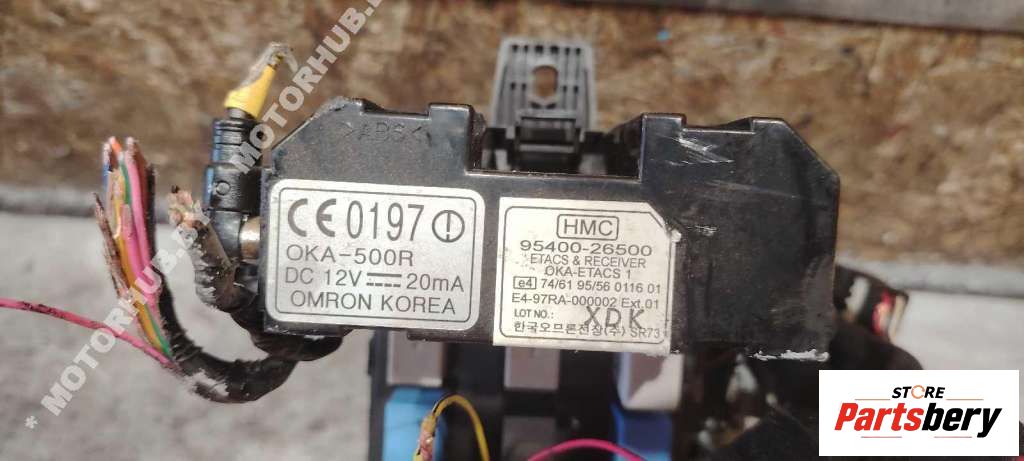 * MOTORHUB.
* MOTORHUB.
>ABS<
CE 0197
OKA-500R
DC 12V 20mA
OMRON KOREA
HMC
95400-26500
ETACS & RECEIVER
OKA-ETACS 1
e4 74/61 95/56 0116 01
E4-97RA-000002 Ext.01
LOT NO.: XDK
한국오므론전장(주) SR73
STORE
Partsbery